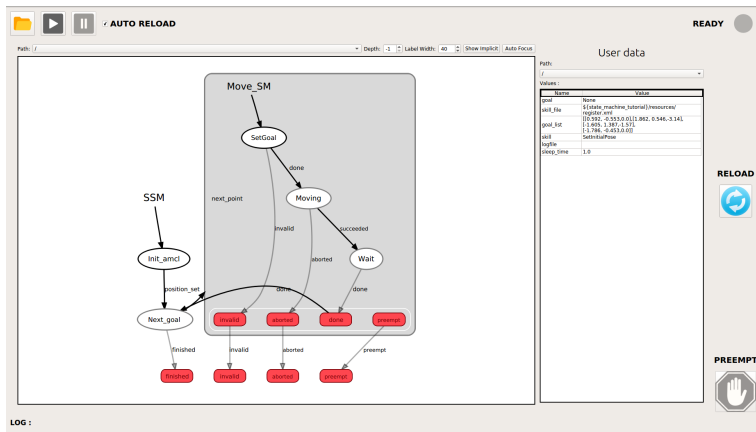 AUTO RELOAD
READY
Path: /
Depth: -1
Label Width: 40
Show Implicit
Auto Focus
User data
Path:
/
Values :
Name Value
goal None
skill_file ${state_machine_tutorial}/resources/
register.xml
goal_list [[0.592, -0.553,0.0],[1.862, 0.546,-3.14],
[-1.605, 1.387,-1.57],
[-1.786, -0.453,0.0]]
skill SetInitialPose
logfile
sleep_time 1.0
RELOAD
PREEMPT
Move_SM
SetGoal
done
SSM
next_point
Moving
invalid
succeeded
Init_amcl
aborted
Wait
position_set
done
done
Next_goal
invalid
aborted
done
preempt
finished
invalid
aborted
preempt
finished
invalid
aborted
preempt
LOG :